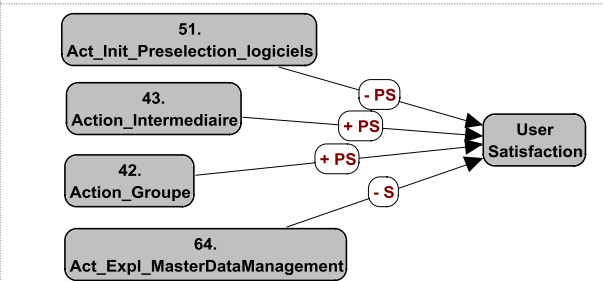 51.
Act_Init_Preselection_logiciels
- PS
43.
Action_Intermediaire
+ PS
User
Satisfaction
42.
Action_Groupe
+ PS
- S
64.
Act_Expl_MasterDataManagement